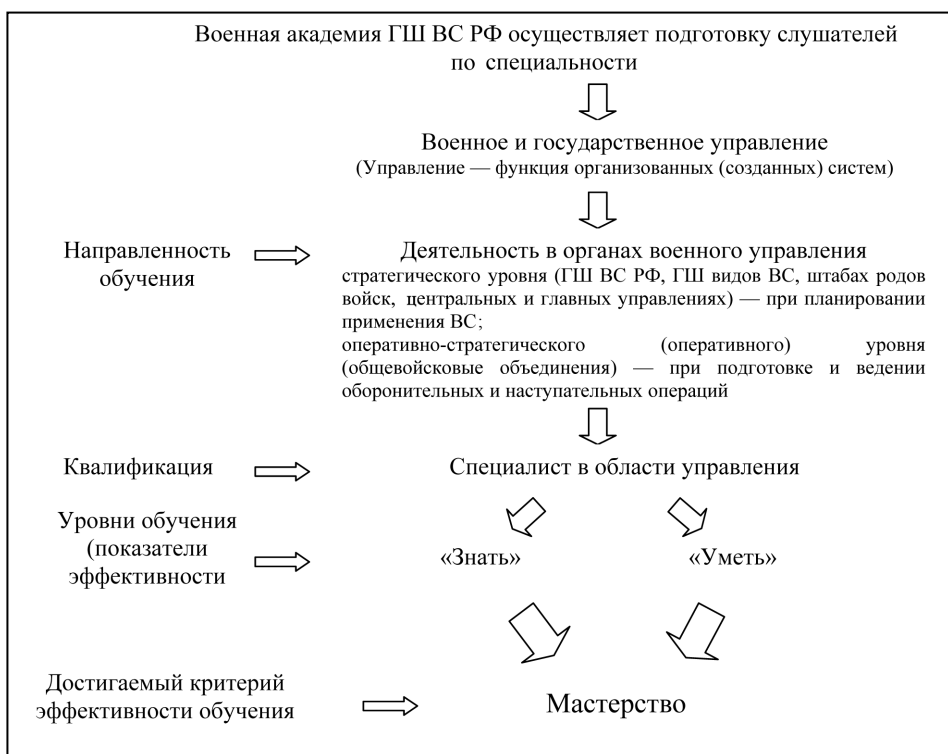 Военная академия ГШ ВС РФ осуществляет подготовку слушателей
по специальности
Военное и государственное управление
(Управление — функция организованных (созданных) систем)
Направленность
обучения
Деятельность в органах военного управления
стратегического уровня (ГШ ВС РФ, ГШ видов ВС, штабах родов
войск, центральных и главных управлениях) — при планировании
применения ВС;
оперативно-стратегического (оперативного) уровня
(общевойсковые объединения) — при подготовке и ведении
оборонительных и наступательных операций
Квалификация
Специалист в области управления
Уровни обучения
(показатели
эффективности
«Знать»
«Уметь»
Достигаемый критерий
эффективности обучения
Мастерство